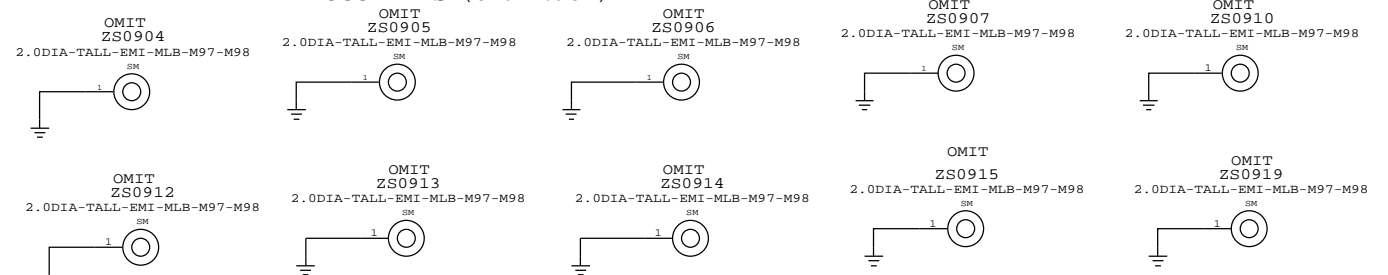 OMIT
ZS0904
2.0DIA-TALL-EMI-MLB-M97-M98
SM
1
OMIT
ZS0905
2.0DIA-TALL-EMI-MLB-M97-M98
SM
1
OMIT
ZS0906
2.0DIA-TALL-EMI-MLB-M97-M98
SM
1
OMIT
ZS0907
2.0DIA-TALL-EMI-MLB-M97-M98
SM
1
OMIT
ZS0910
2.0DIA-TALL-EMI-MLB-M97-M98
SM
1
OMIT
ZS0912
2.0DIA-TALL-EMI-MLB-M97-M98
SM
1
OMIT
ZS0913
2.0DIA-TALL-EMI-MLB-M97-M98
SM
1
OMIT
ZS0914
2.0DIA-TALL-EMI-MLB-M97-M98
SM
1
OMIT
ZS0915
2.0DIA-TALL-EMI-MLB-M97-M98
SM
1
OMIT
ZS0919
2.0DIA-TALL-EMI-MLB-M97-M98
SM
1